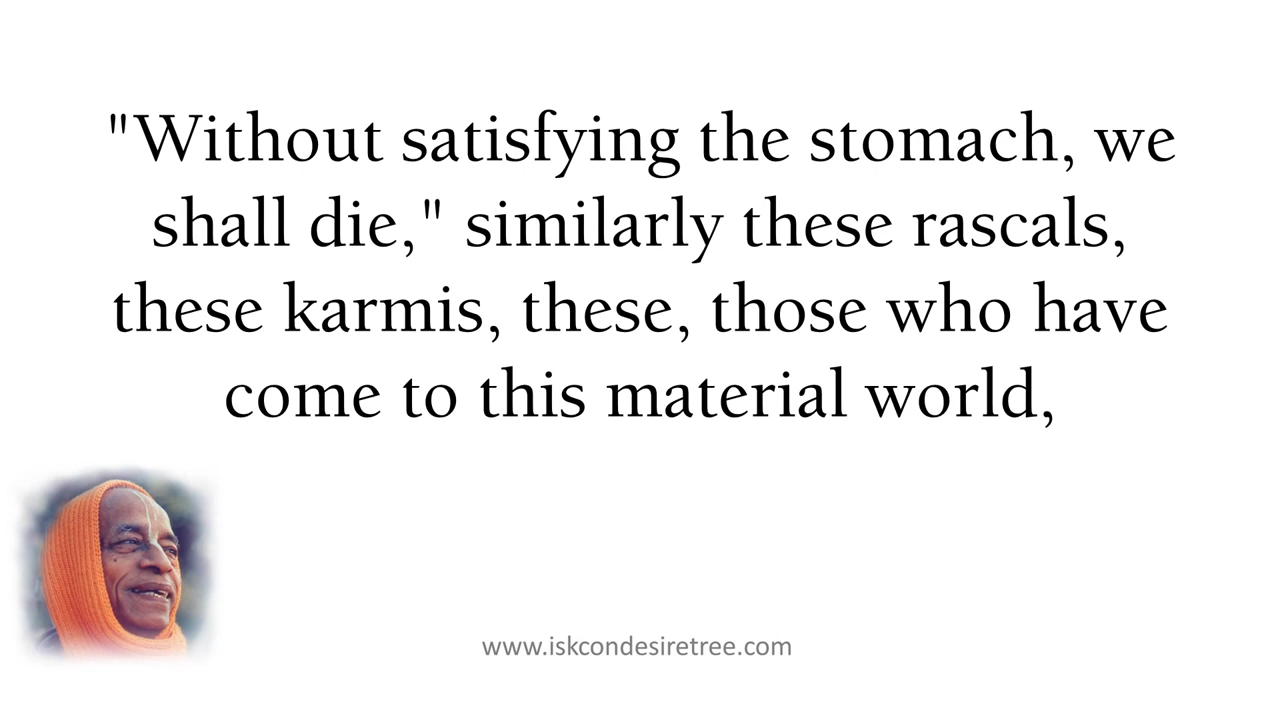 "Without satisfying the stomach, we
shall die," similarly these rascals,
these karmis, these, those who have
come to this material world,
www.iskcondesiretree.com